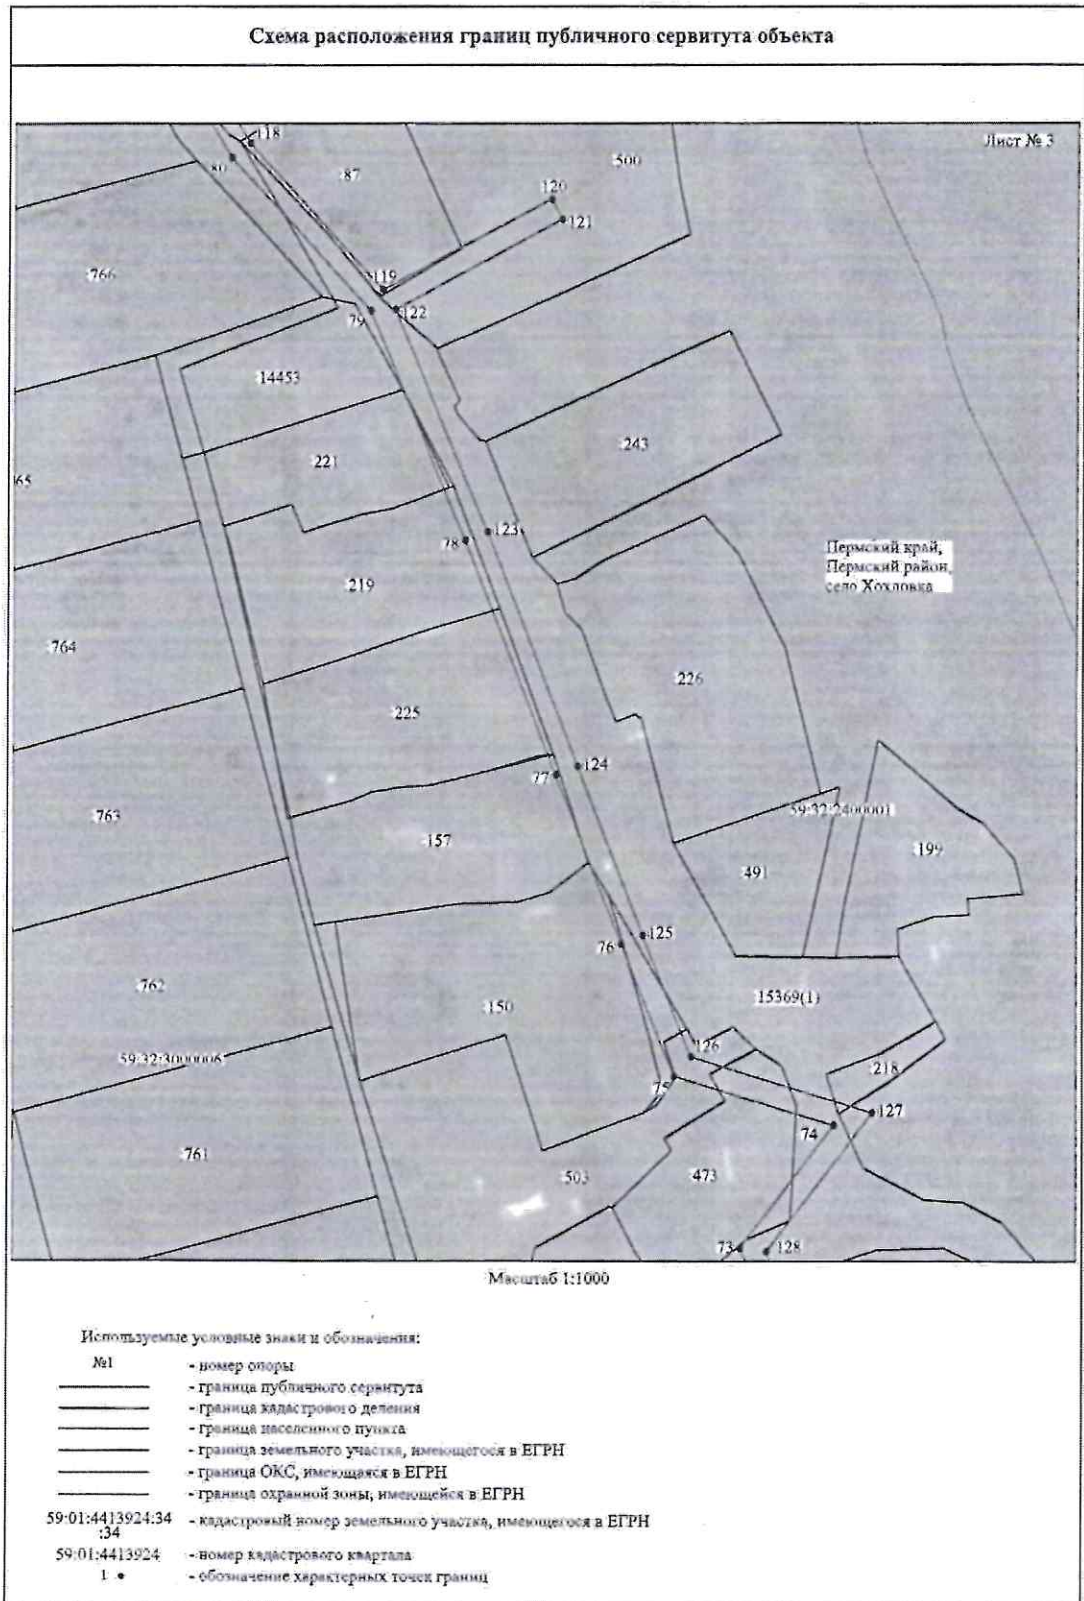 Схема расположения границ публичного сервитута объекта
Лист № 3
118
80
:87
:500
120
121
:766
119
79
122
:14453
:221
:243
:65
78
123
:219
Пермский край,
Пермский район,
село Хохловка
:764
:226
:225
77
124
:763
59:32:2400001
:157
:199
:491
76
125
:762
:150
:15369(1)
59:32:3000006
126
:218
75
127
74
:761
:503
:473
73
128
Масштаб 1:1000
Используемые условные знаки и обозначения:
№1 - номер опоры
- граница публичного сервитута
- граница кадастрового деления
- граница населенного пункта
- граница земельного участка, имеющегося в ЕГРН
- граница ОКС, имеющаяся в ЕГРН
- граница охранной зоны, имеющейся в ЕГРН
59:01:4413924:34 - кадастровый номер земельного участка, имеющегося в ЕГРН
:34
59:01:4413924 - номер кадастрового квартала
1 • - обозначение характерных точек границ